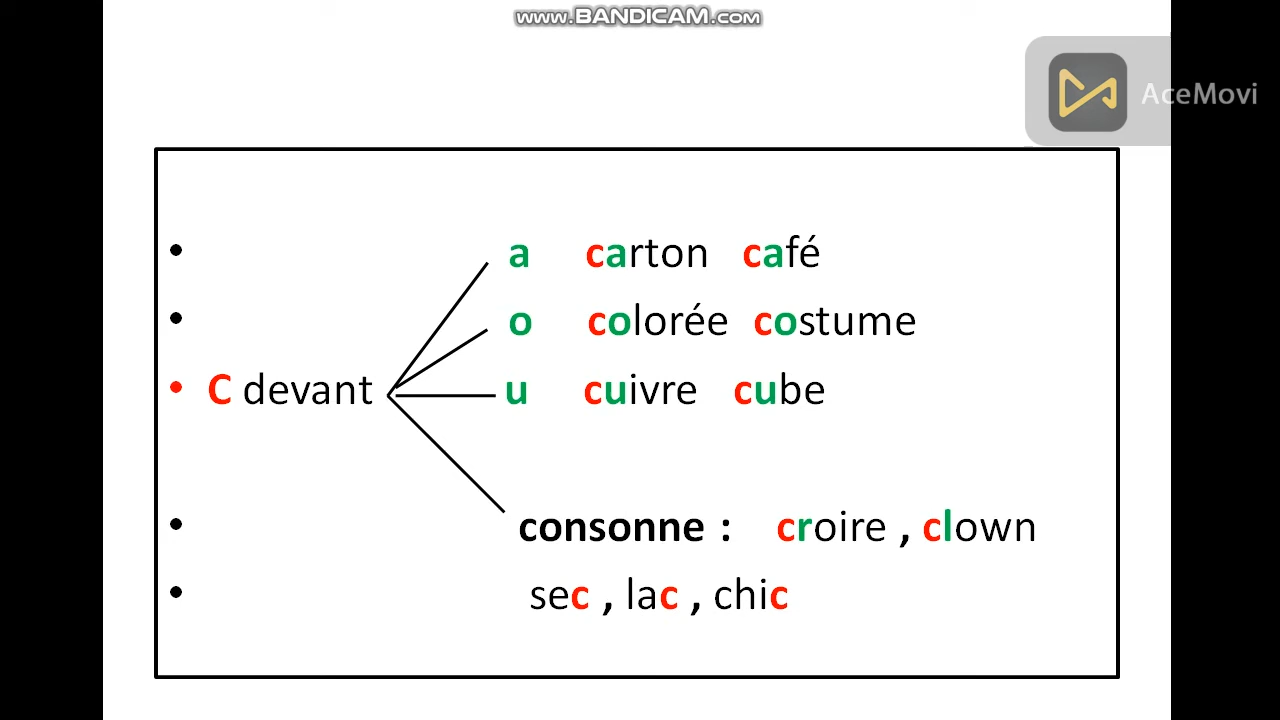 www.BANDICAM.com
AceMovi
• a carton café
• o colorée costume
• C devant u cuivre cube
• consonne : croire , clown
• sec , lac , chic